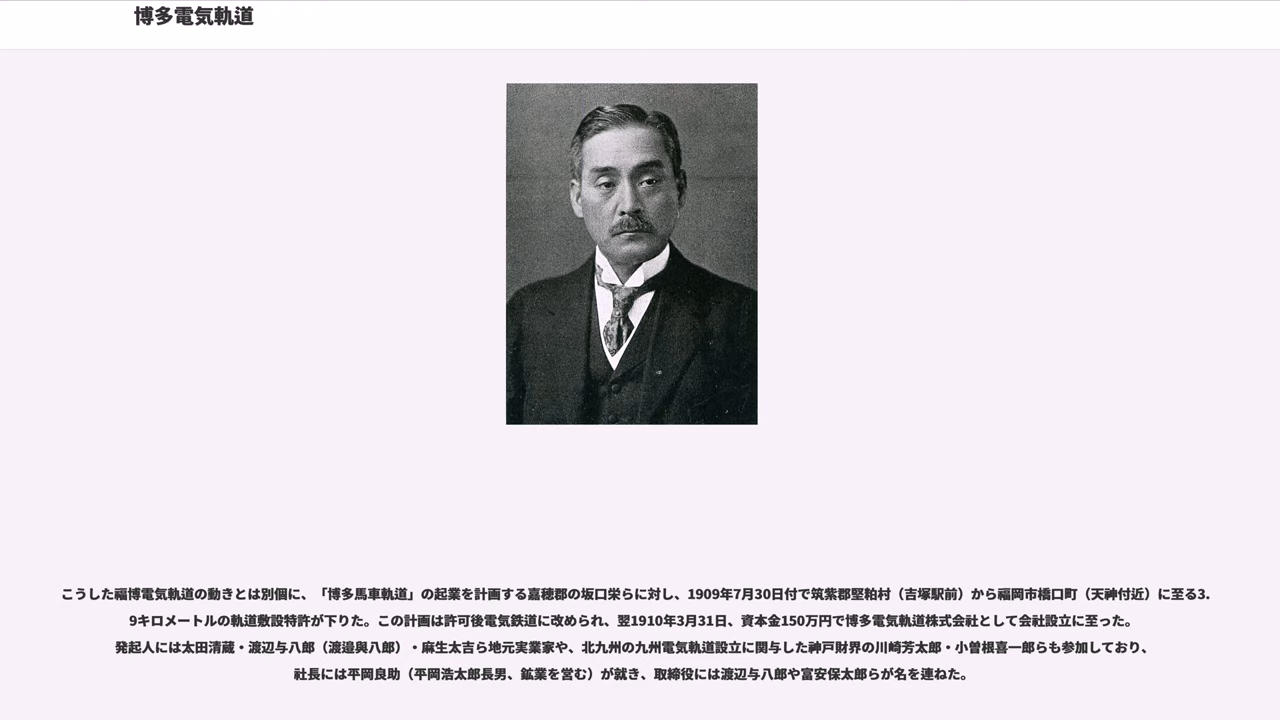 博多電気軌道
こうした福博電気軌道の動きとは別個に、「博多馬車軌道」の起業を計画する嘉穂郡の坂口栄らに対し、1909年7月30日付で筑紫郡堅粕村（吉塚駅前）から福岡市橋口町（天神付近）に至る3.
9キロメートルの軌道敷設特許が下りた。この計画は許可後電気鉄道に改められ、翌1910年3月31日、資本金150万円で博多電気軌道株式会社として会社設立に至った。
発起人には太田清蔵・渡辺与八郎（渡邉與八郎）・麻生太吉ら地元実業家や、北九州の九州電気軌道設立に関与した神戸財界の川崎芳太郎・小曽根喜一郎らも参加しており、
社長には平岡良助（平岡浩太郎長男、鉱業を営む）が就き、取締役には渡辺与八郎や富安保太郎らが名を連ねた。